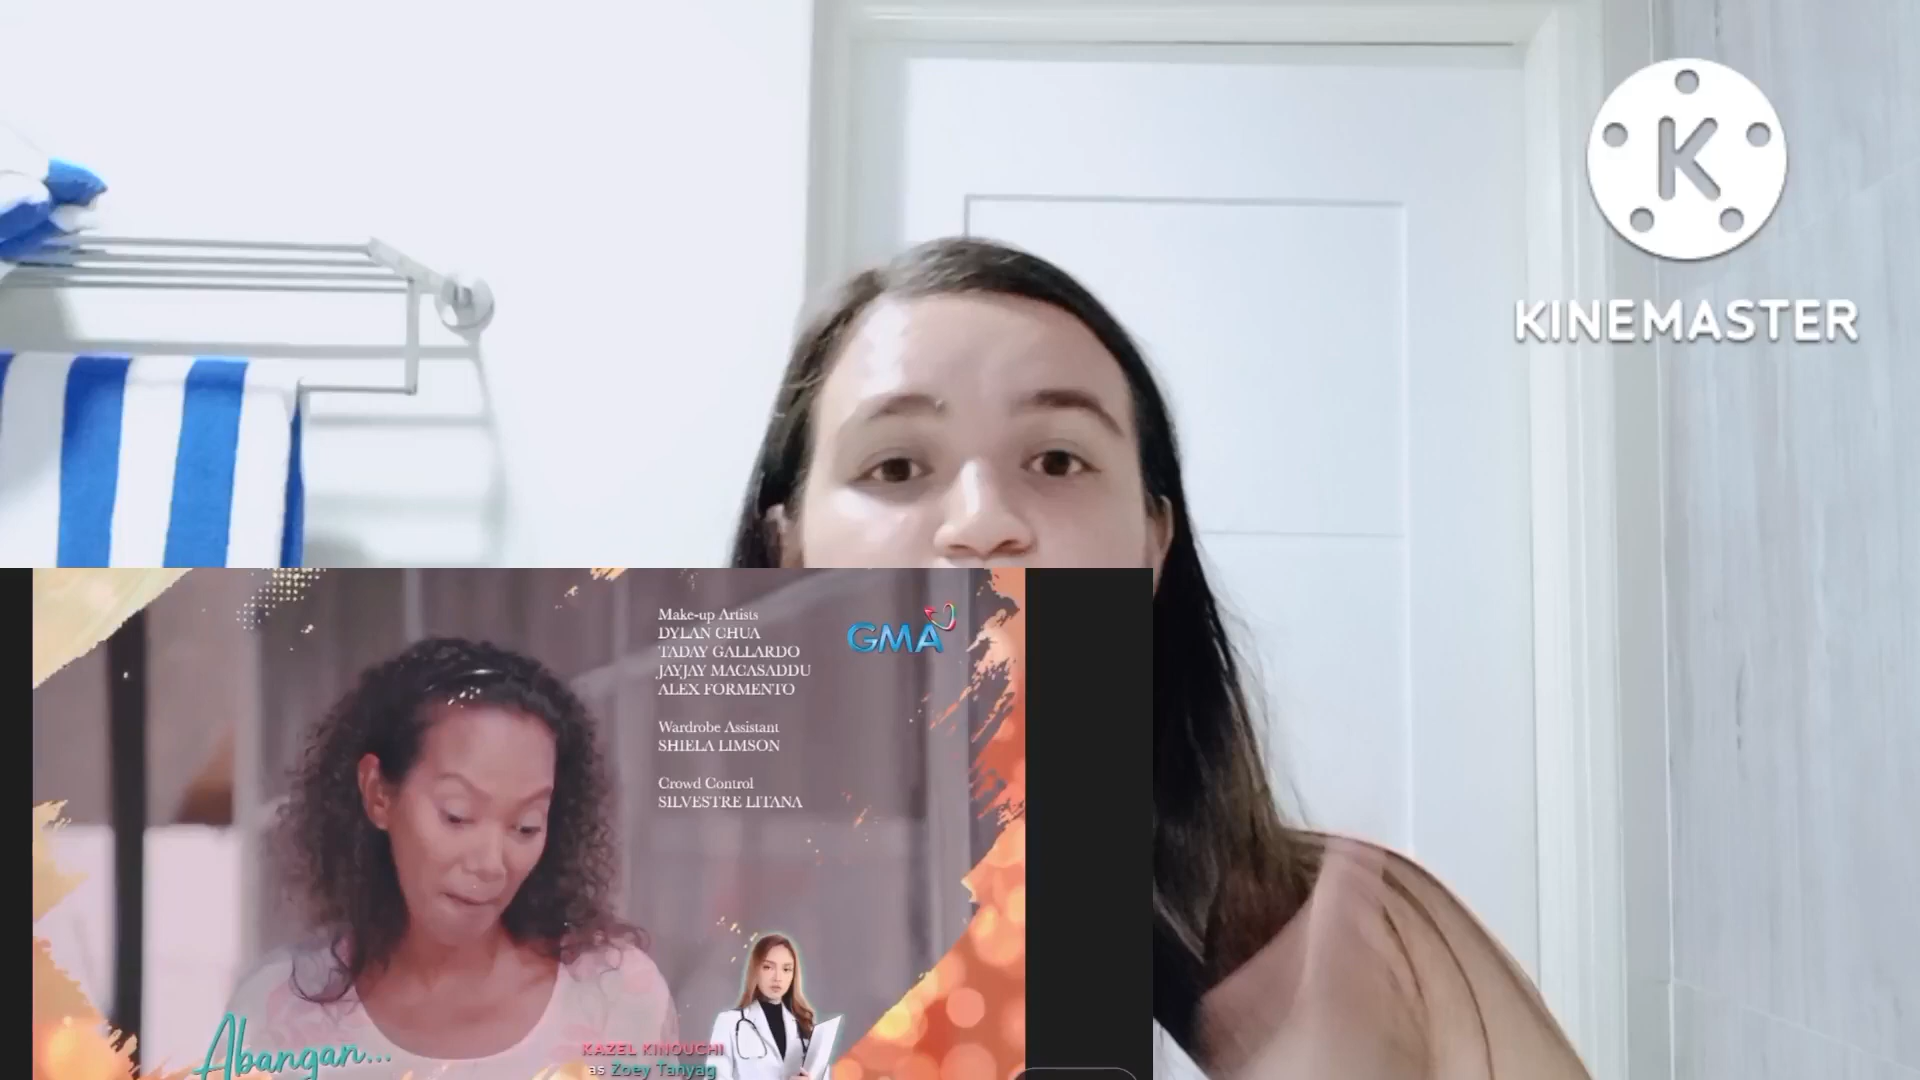 K
KINEMASTER
Make-up Artists
DYLAN CHUA
TADAY GALLARDO
JAYJAY MACASADDU
ALEX FORMENTO
GMA
Wardrobe Assistant
SHIELA LIMSON
Crowd Control
SILVESTRE LITANA
Abangan...
KAZEL KINOUCHI
as Zoey Tanyag